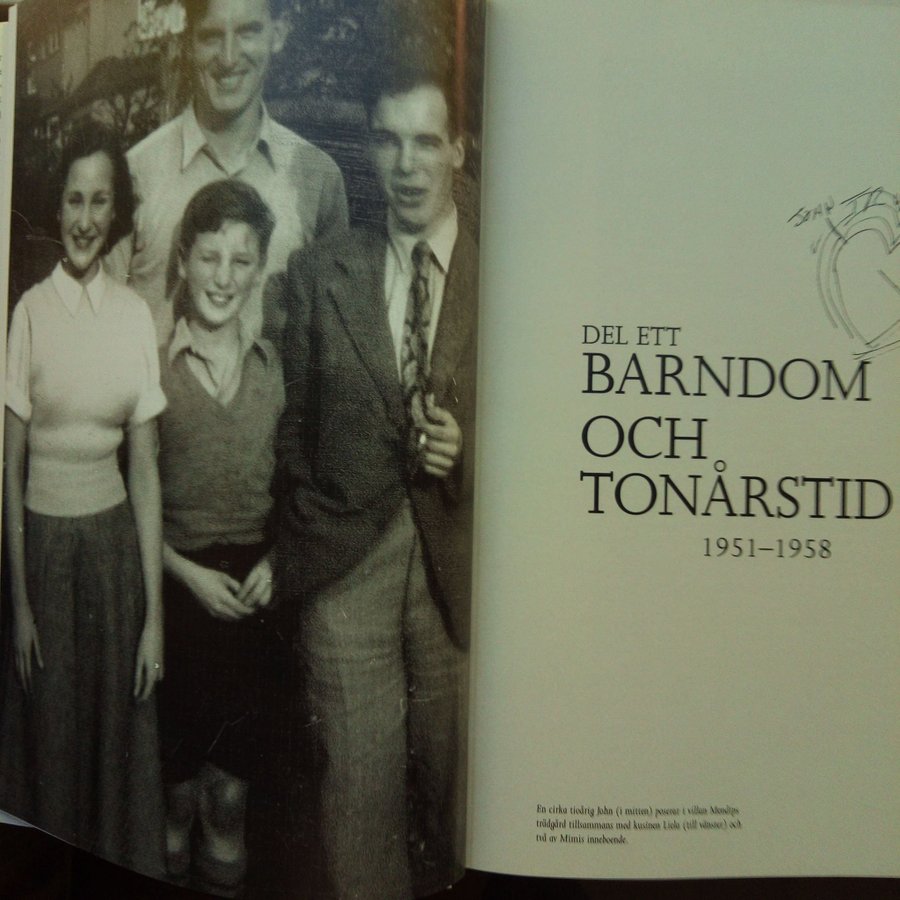 DEL ETT
BARNDOM
OCH
TONÅRSTID
1951–1958
En cirka tioårig John (i mitten) poserar i villan Mendips
trädgård tillsammans med kusinen Liela (till vänster) och
två av Mimis inneboende.